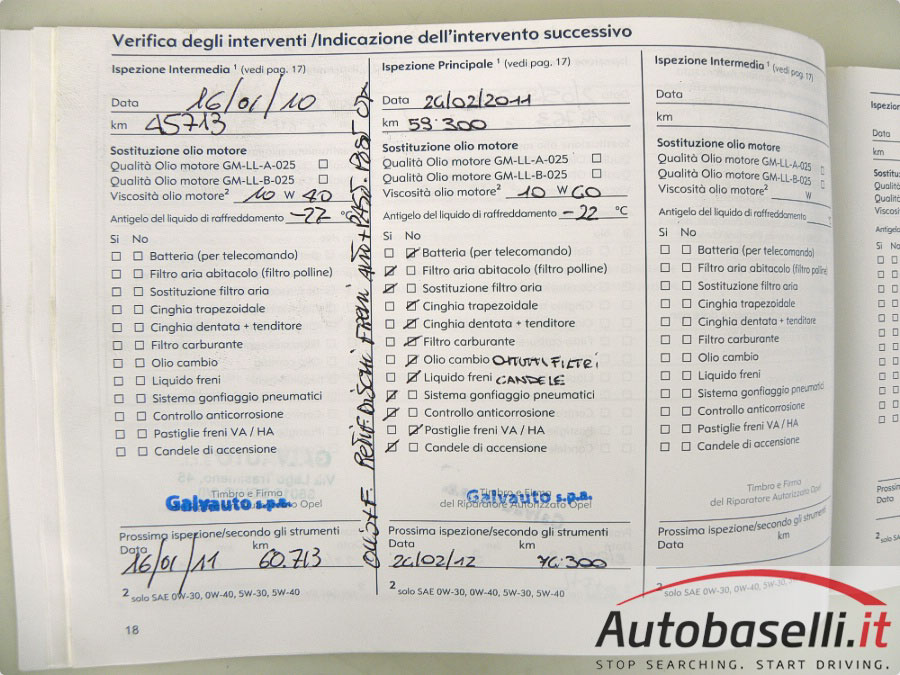 Verifica degli interventi /Indicazione dell'intervento successivo
Ispezione Intermedia ¹ (vedi pag. 17)
Data 16/01/10
km 45713
Sostituzione olio motore
Qualità Olio motore GM-LL-A-025 ☐
Qualità Olio motore GM-LL-B-025 ☐
Viscosità olio motore² 10 W 40
Antigelo del liquido di raffreddamento -22 °C
Si No
☐ ☐ Batteria (per telecomando)
☐ ☐ Filtro aria abitacolo (filtro polline)
☐ ☐ Sostituzione filtro aria
☐ ☐ Cinghia trapezoidale
☐ ☐ Cinghia dentata + tenditore
☐ ☐ Filtro carburante
☐ ☐ Olio cambio
☐ ☐ Liquido freni
☐ ☐ Sistema gonfiaggio pneumatici
☐ ☐ Controllo anticorrosione
☐ ☐ Pastiglie freni VA / HA
☐ ☐ Candele di accensione
Timbro e Firma
Galvauto s.p.a.
Prossima ispezione/secondo gli strumenti
Data km
16/01/11 60.713
² solo SAE 0W-30, 0W-40, 5W-30, 5W-40
18
DISCHI FRENI
Ispezione Principale ¹ (vedi pag. 17)
Data 24/02/2011
km 59.300
Sostituzione olio motore
Qualità Olio motore GM-LL-A-025 ☐
Qualità Olio motore GM-LL-B-025 ☐
Viscosità olio motore² 10 W 60
Antigelo del liquido di raffreddamento -22 °C
Si No
☐ ☑ Batteria (per telecomando)
☑ ☐ Filtro aria abitacolo (filtro polline)
☑ ☐ Sostituzione filtro aria
☐ ☑ Cinghia trapezoidale
☐ ☑ Cinghia dentata + tenditore
☐ ☑ Filtro carburante
☐ ☑ Olio cambio TUTTI FILTRI
☐ ☑ Liquido freni CANDELE
☑ ☐ Sistema gonfiaggio pneumatici
☑ ☐ Controllo anticorrosione
☐ ☑ Pastiglie freni VA / HA
☑ ☐ Candele di accensione
Timbro e Firma
Galvauto s.p.a.
del Riparatore Autorizzato Opel
Prossima ispezione/secondo gli strumenti
Data km
24/02/12 74.300
² solo SAE 0W-30, 0W-40, 5W-30, 5W-40
Ispezione Intermedia ¹ (vedi pag. 17)
Data
km
Sostituzione olio motore
Qualità Olio motore GM-LL-A-025
Qualità Olio motore GM-LL-B-025
Viscosità olio motore² W
Antigelo del liquido di raffreddamento
Si No
☐ ☐ Batteria (per telecomando)
☐ ☐ Filtro aria abitacolo (filtro polline)
☐ ☐ Sostituzione filtro aria
☐ ☐ Cinghia trapezoidale
☐ ☐ Cinghia dentata + tenditore
☐ ☐ Filtro carburante
☐ ☐ Olio cambio
☐ ☐ Liquido freni
☐ ☐ Sistema gonfiaggio pneumatici
☐ ☐ Controllo anticorrosione
☐ ☐ Pastiglie freni VA / HA
☐ ☐ Candele di accensione
Timbro e Firma
del Riparatore Autorizzato Opel
Prossima ispezione/secondo gli strumenti
Data km
² solo SAE 0W-30, 0W-40, 5W-30, 5W-40
Data
km
Si No
Data
Autobaselli.it
STOP SEARCHING. START DRIVING.